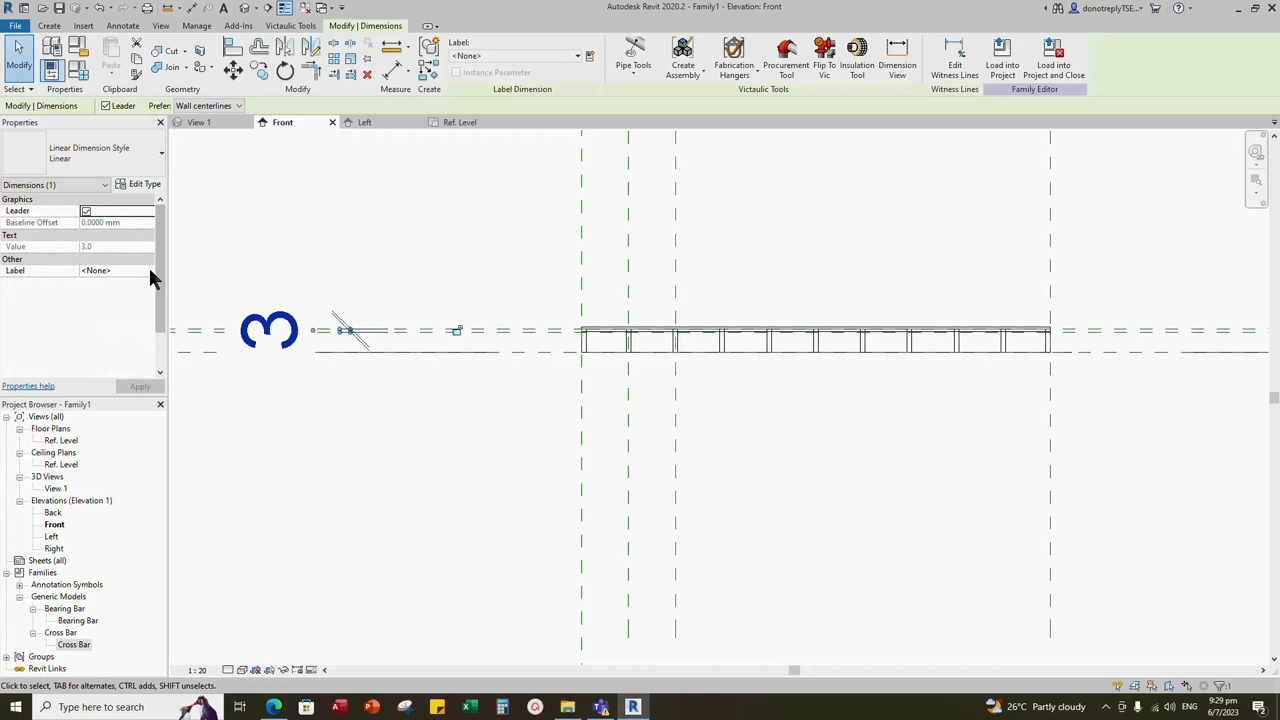 Autodesk Revit 2020.2 - Family1 - Elevation: Front
donotreplyTSE...
File Create Insert Annotate View Manage Add-Ins Victaulic Tools Modify | Dimensions
Modify
Paste
Cut
Join
Label:
<None>
Instance Parameter
Pipe Tools
Create Assembly
Fabrication Hangers
Procurement Tool
Flip To Vic
Insulation Tool
Dimension View
Edit Witness Lines
Load into Project
Load into Project and Close
Select Properties Clipboard Geometry Modify Measure Create Label Dimension Victaulic Tools Witness Lines Family Editor
Modify | Dimensions Leader Prefer: Wall centerlines
Properties
View 1 Front Left Ref. Level
Linear Dimension Style
Linear
Dimensions (1) Edit Type
Graphics
Leader
Baseline Offset 0.0000 mm
Text
Value 3.0
Other
Label <None>
3
Properties help Apply
Project Browser - Family1
Views (all)
Floor Plans
Ref. Level
Ceiling Plans
Ref. Level
3D Views
View 1
Elevations (Elevation 1)
Back
Front
Left
Right
Sheets (all)
Families
Annotation Symbols
Generic Models
Bearing Bar
Bearing Bar
Cross Bar
Cross Bar
Groups
Revit Links
1 : 20
Click to select, TAB for alternates, CTRL adds, SHIFT unselects.
:1
Type here to search
26°C Partly cloudy
9:29 pm
6/7/2023